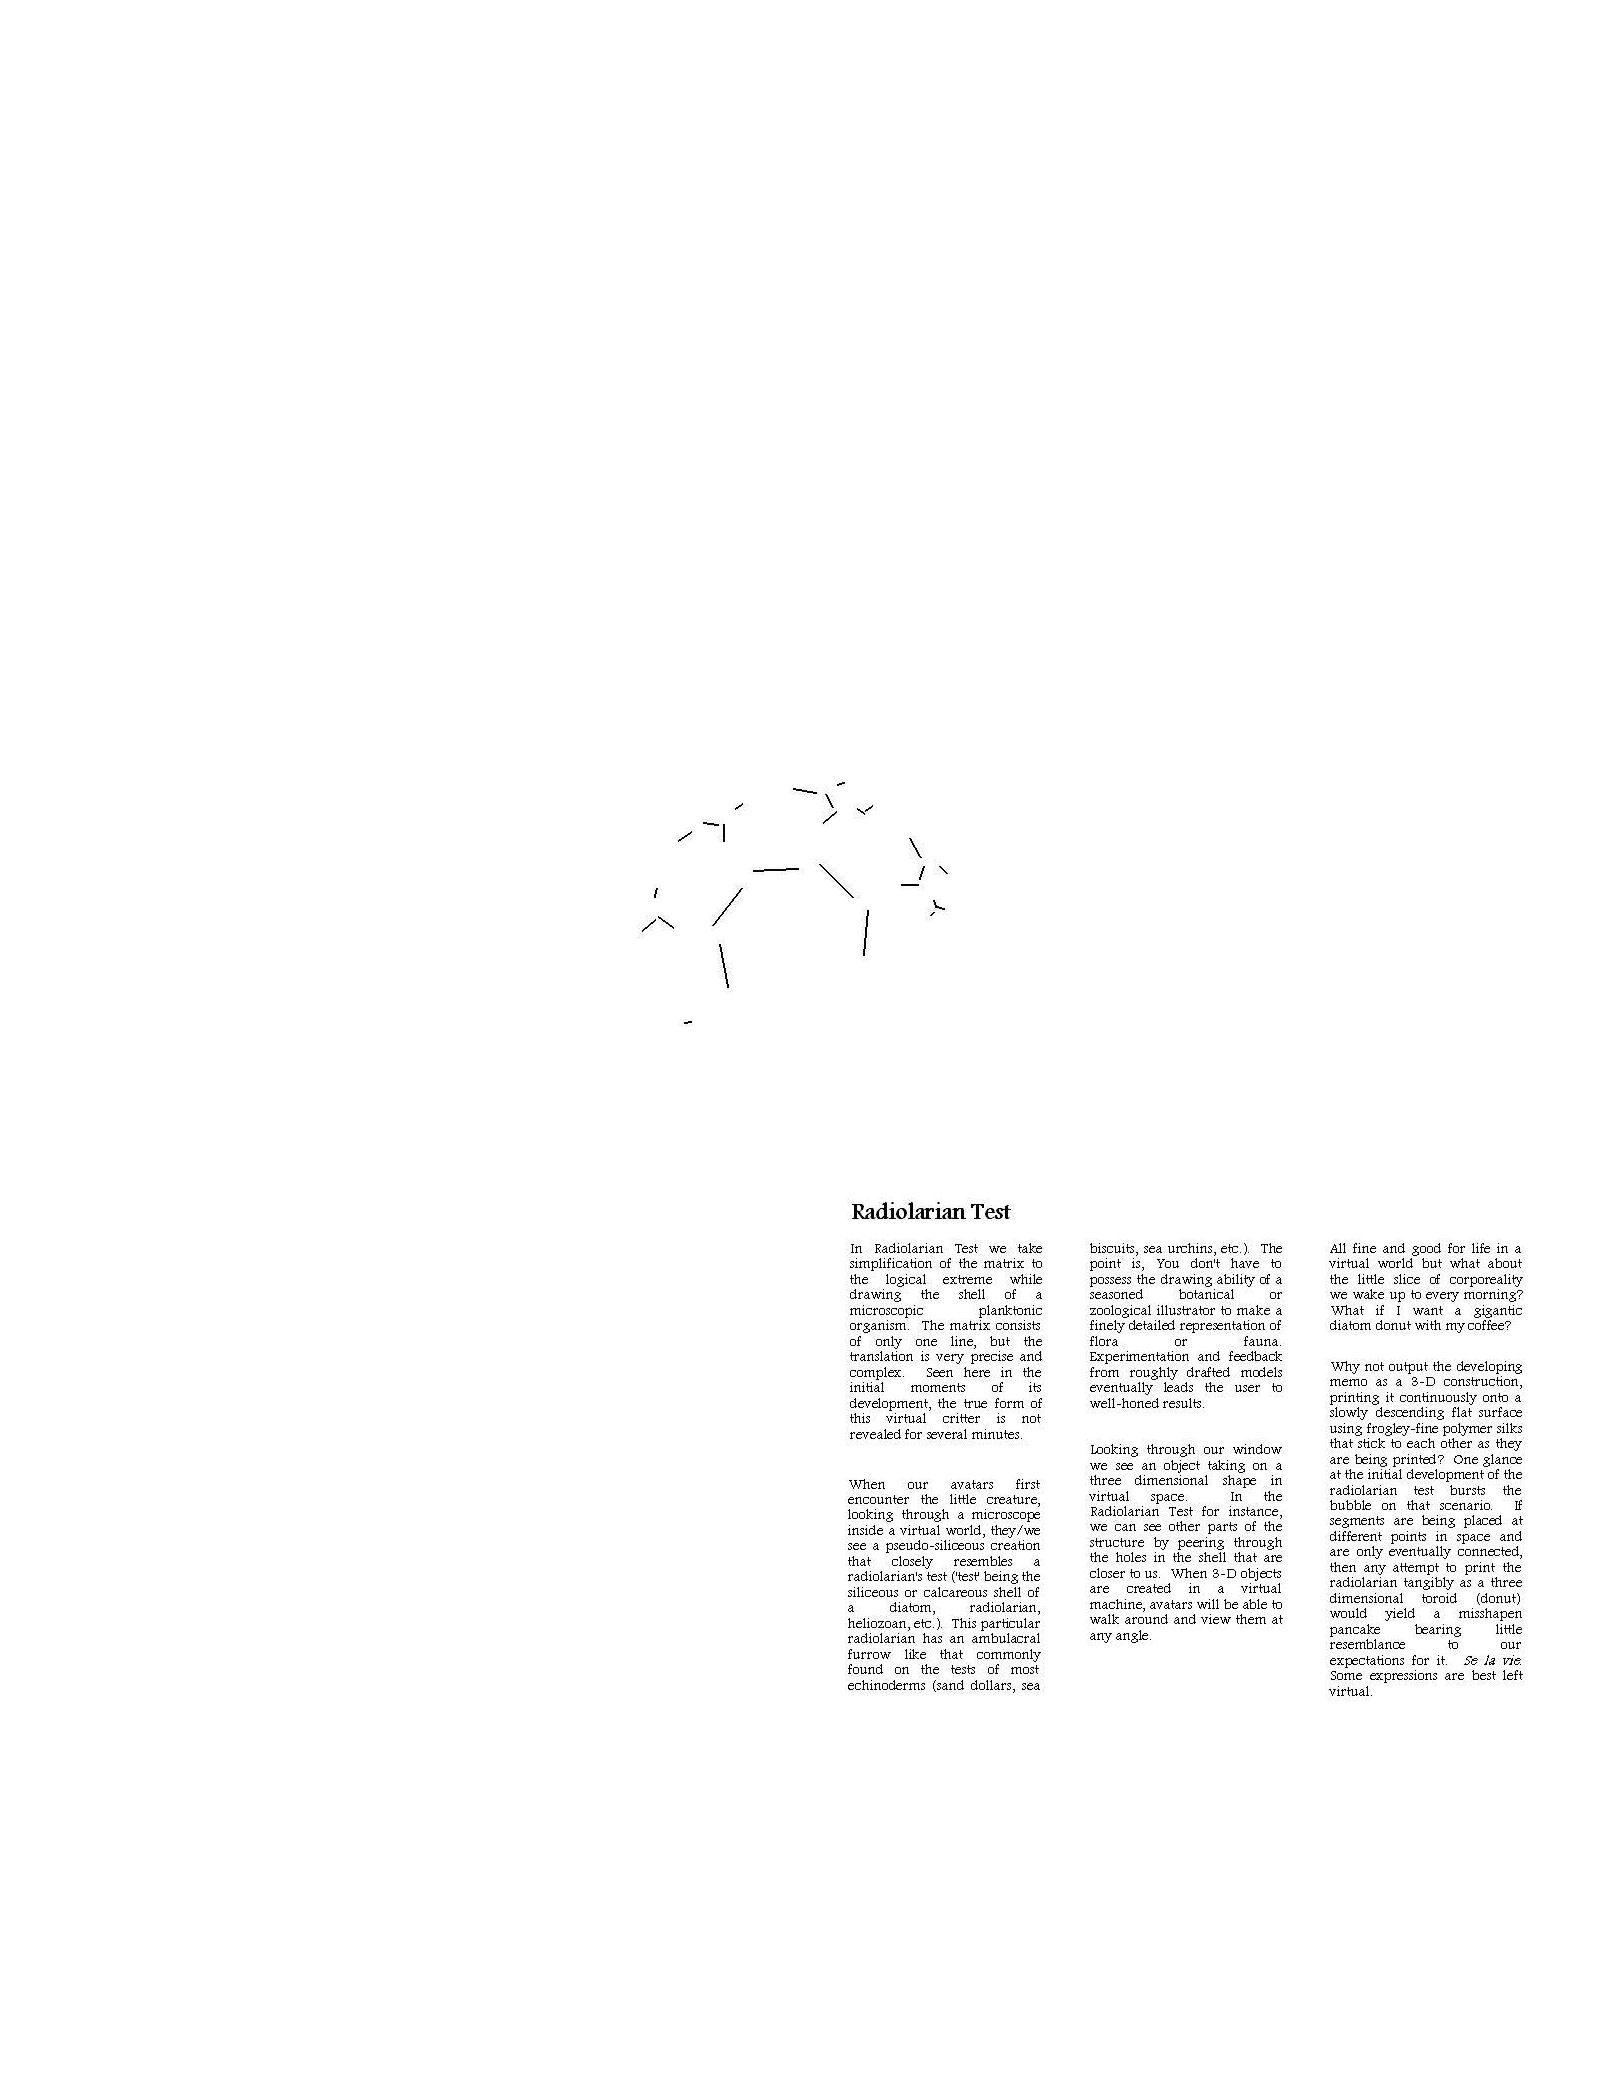 Radiolarian Test
In Radiolarian Test we take
simplification of the matrix to
the logical extreme while
drawing the shell of a
microscopic planktonic
organism. The matrix consists
of only one line, but the
translation is very precise and
complex. Seen here in the
initial moments of its
development, the true form of
this virtual critter is not
revealed for several minutes.
When our avatars first
encounter the little creature,
looking through a microscope
inside a virtual world, they/we
see a pseudo-siliceous creation
that closely resembles a
radiolarian's test ('test' being the
siliceous or calcareous shell of
a diatom, radiolarian,
heliozoan, etc.). This particular
radiolarian has an ambulacral
furrow like that commonly
found on the tests of most
echinoderms (sand dollars, sea
biscuits, sea urchins, etc.). The
point is, You don't have to
possess the drawing ability of a
seasoned botanical or
zoological illustrator to make a
finely detailed representation of
flora or fauna.
Experimentation and feedback
from roughly drafted models
eventually leads the user to
well-honed results.
Looking through our window
we see an object taking on a
three dimensional shape in
virtual space. In the
Radiolarian Test for instance,
we can see other parts of the
structure by peering through
the holes in the shell that are
closer to us. When 3-D objects
are created in a virtual
machine, avatars will be able to
walk around and view them at
any angle.
All fine and good for life in a
virtual world but what about
the little slice of corporeality
we wake up to every morning?
What if I want a gigantic
diatom donut with my coffee?
Why not output the developing
memo as a 3-D construction,
printing it continuously onto a
slowly descending flat surface
using frogley-fine polymer silks
that stick to each other as they
are being printed? One glance
at the initial development of the
radiolarian test bursts the
bubble on that scenario. If
segments are being placed at
different points in space and
are only eventually connected,
then any attempt to print the
radiolarian tangibly as a three
dimensional toroid (donut)
would yield a misshapen
pancake bearing little
resemblance to our
expectations for it. Se la vie.
Some expressions are best left
virtual.